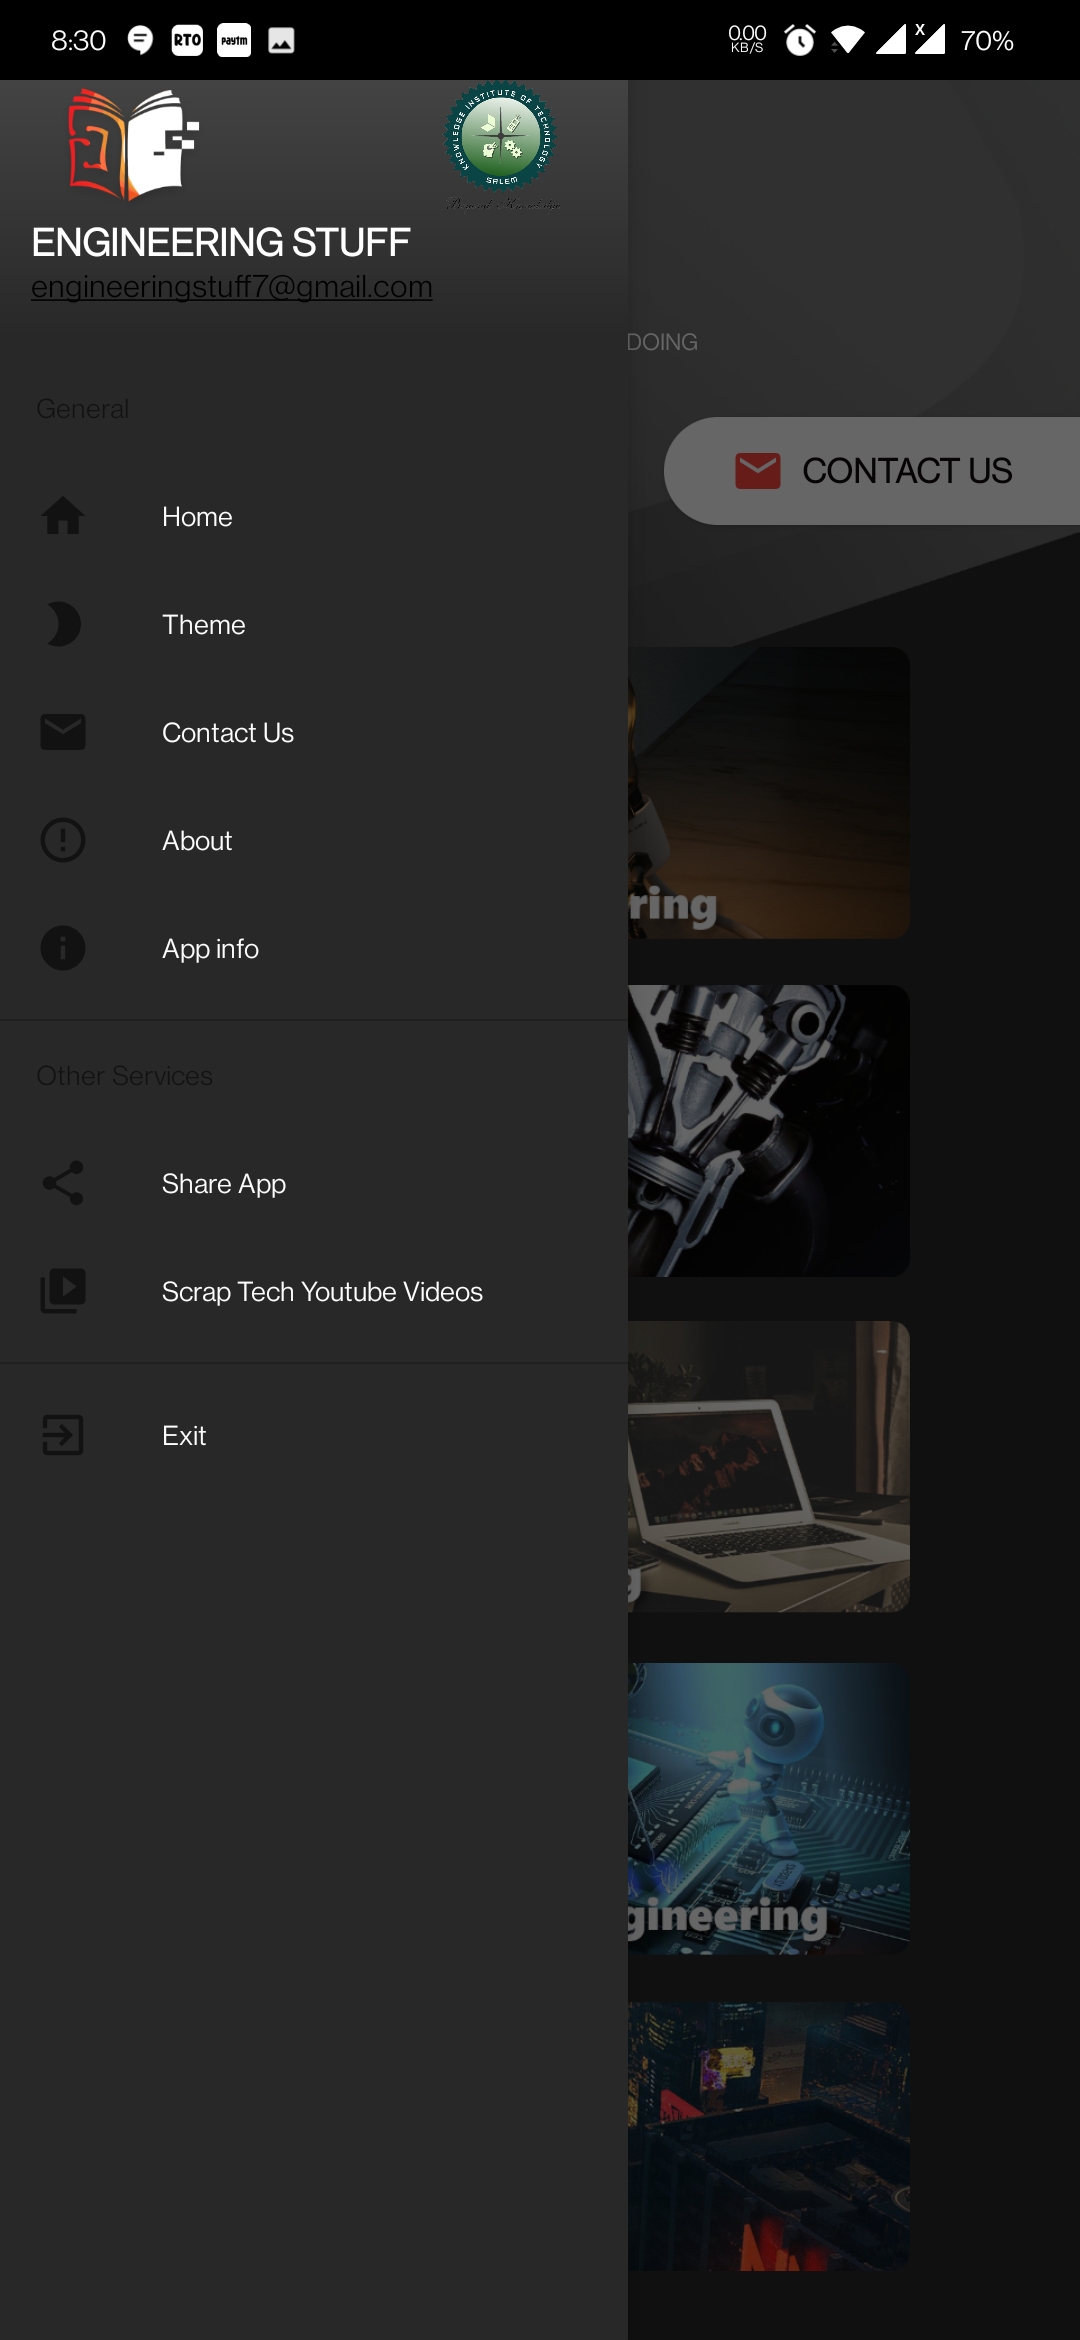 8:30
RTO
paytm
0.00
KB/S
X
70%
KNOWLEDGE INSTITUTE OF TECHNOLOGY
SALEM
ENGINEERING STUFF
engineeringstuff7@gmail.com
DOING
General
CONTACT US
Home
Theme
Contact Us
About
ring
App info
Other Services
Share App
Scrap Tech Youtube Videos
Exit
g
gineering